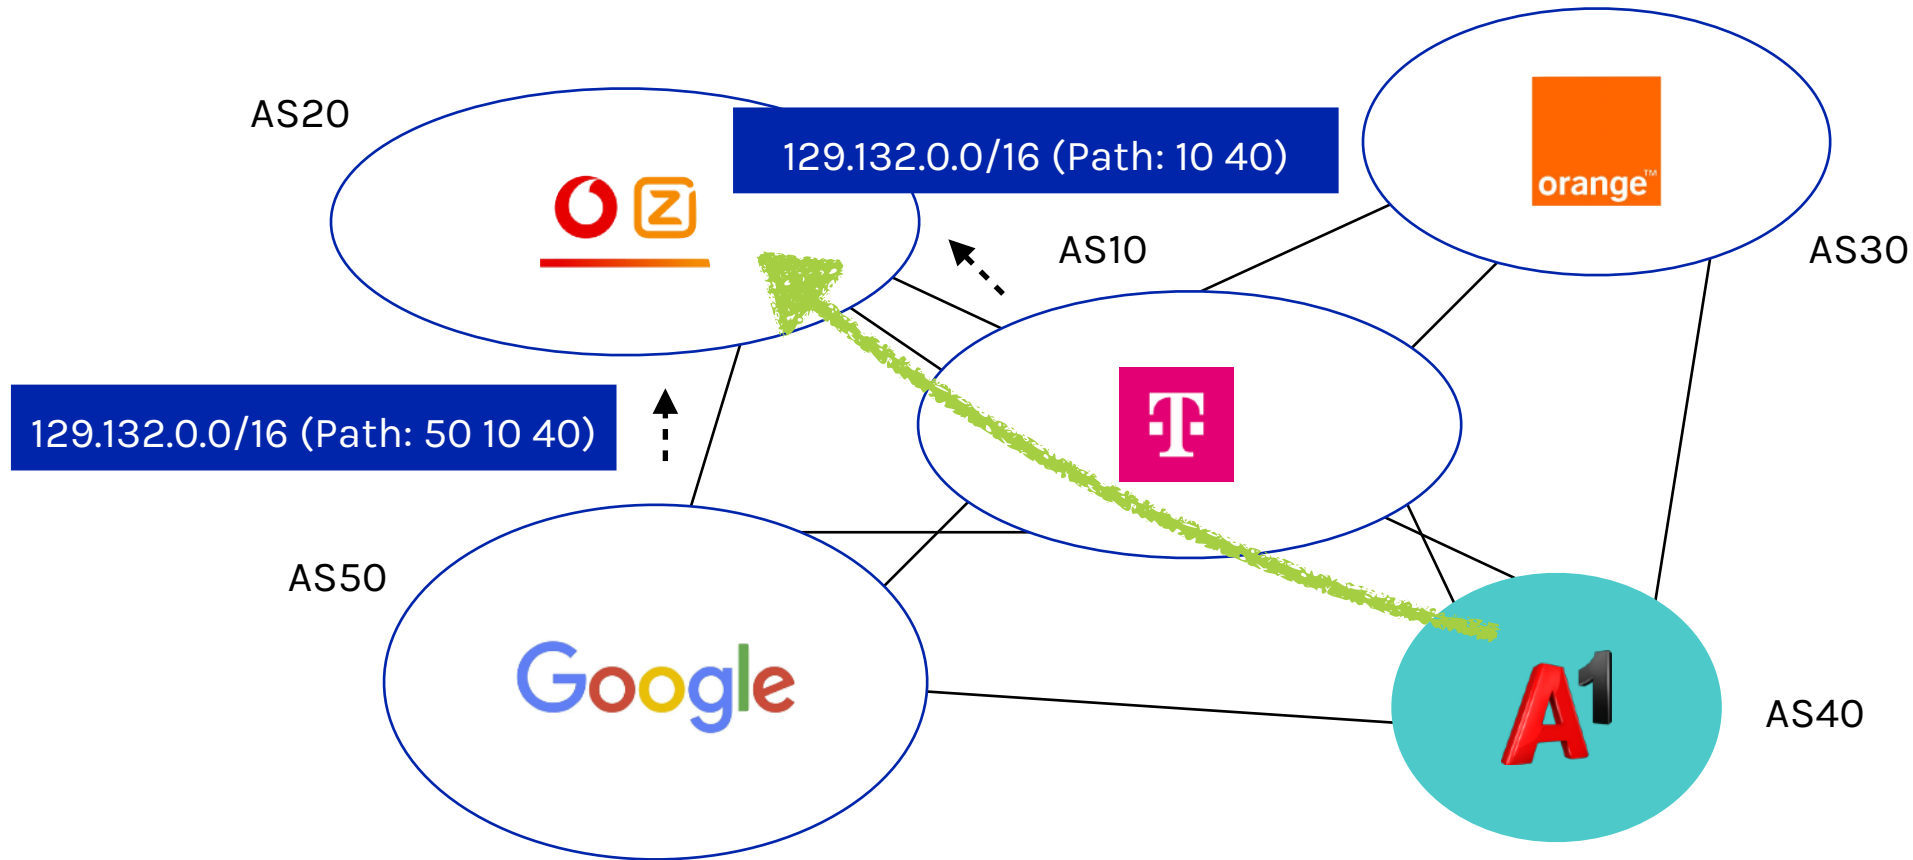 AS20
129.132.0.0/16 (Path: 10 40)
orange™
AS10
AS30
Z
T
129.132.0.0/16 (Path: 50 10 40)
AS50
Google
A1
AS40